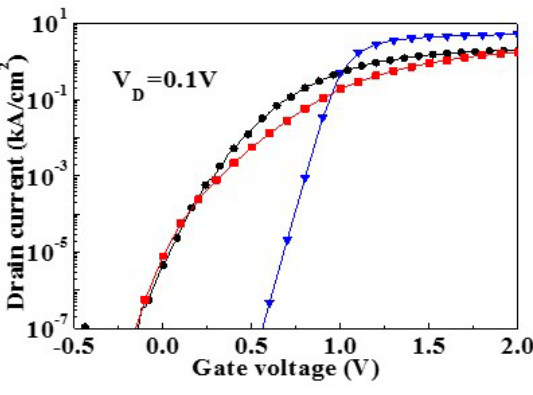 10^1
10^-1
10^-3
10^-5
10^-7
Drain current (kA/cm^2)
V_D=0.1V
-0.5 0.0 0.5 1.0 1.5 2.0
Gate voltage (V)